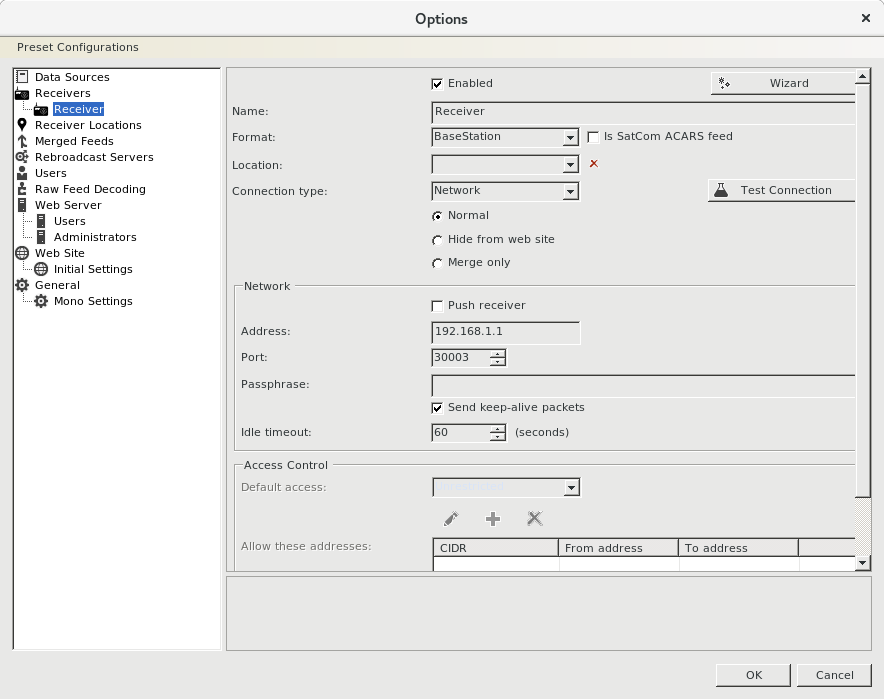 Options
Preset Configurations
Data Sources
Receivers
Receiver
Receiver Locations
Merged Feeds
Rebroadcast Servers
Users
Raw Feed Decoding
Web Server
Users
Administrators
Web Site
Initial Settings
General
Mono Settings
Enabled
Wizard
Name: Receiver
Format: BaseStation Is SatCom ACARS feed
Location:
Connection type: Network Test Connection
Normal
Hide from web site
Merge only
Network
Push receiver
Address: 192.168.1.1
Port: 30003
Passphrase:
Send keep-alive packets
Idle timeout: 60 (seconds)
Access Control
Default access:
Allow these addresses: CIDR From address To address
OK Cancel